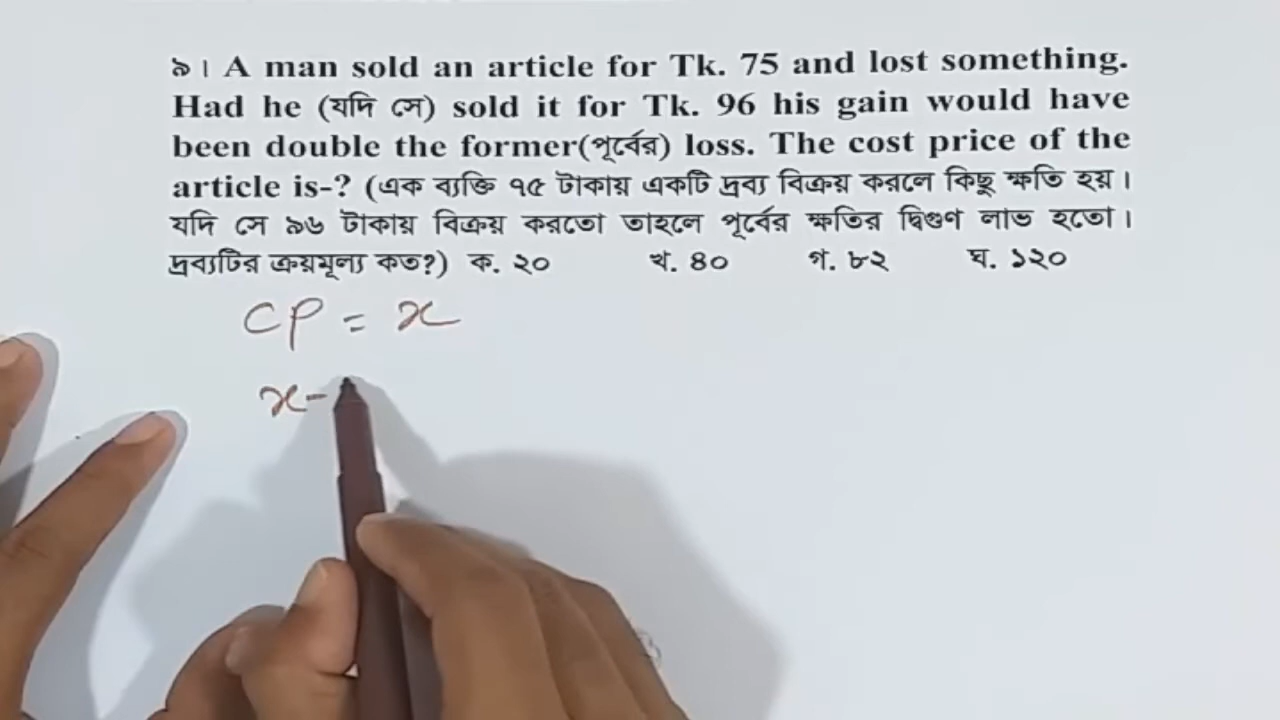 ৯। A man sold an article for Tk. 75 and lost something.
Had he (যদি সে) sold it for Tk. 96 his gain would have
been double the former(পূর্বের) loss. The cost price of the
article is-? (এক ব্যক্তি ৭৫ টাকায় একটি দ্রব্য বিক্রয় করলে কিছু ক্ষতি হয়।
যদি সে ৯৬ টাকায় বিক্রয় করতো তাহলে পূর্বের ক্ষতির দ্বিগুণ লাভ হতো।
দ্রব্যটির ক্রয়মূল্য কত?) ক. ২০ খ. ৪০ গ. ৮২ ঘ. ১২০
CP = x
x-